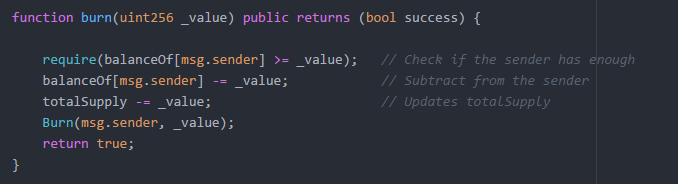 function burn(uint256 _value) public returns (bool success) {
require(balanceOf[msg.sender] >= _value); // Check if the sender has enough
balanceOf[msg.sender] -= _value; // Subtract from the sender
totalSupply -= _value; // Updates totalSupply
Burn(msg.sender, _value);
return true;
}